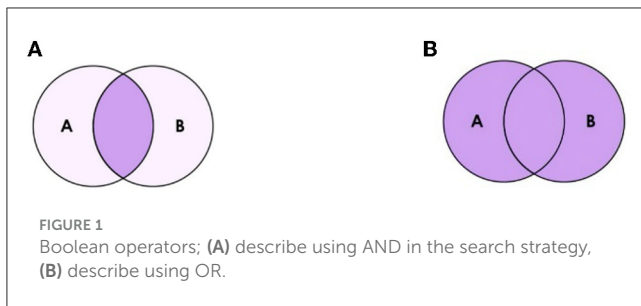 A
B
A
B
A
B
FIGURE 1
Boolean operators; (A) describe using AND in the search strategy,
(B) describe using OR.